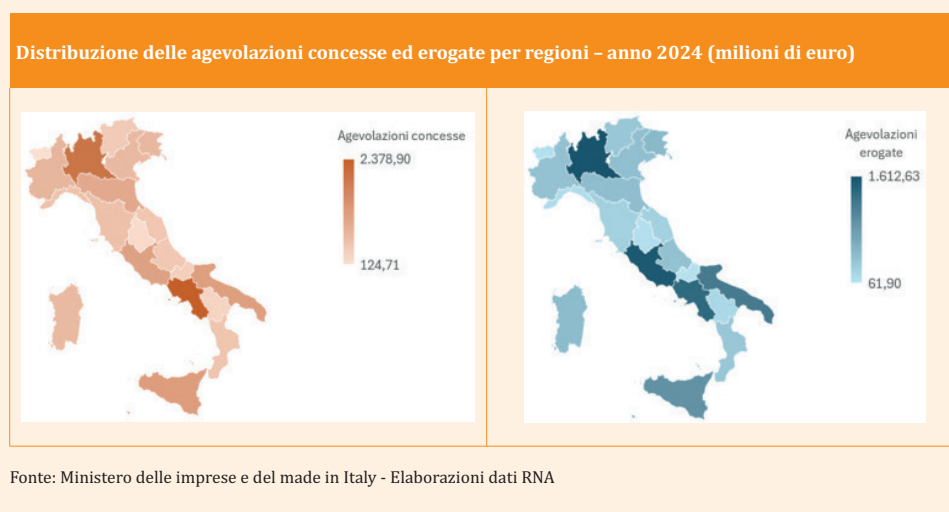 Distribuzione delle agevolazioni concesse ed erogate per regioni – anno 2024 (milioni di euro)
Agevolazioni concesse
2.378,90
124,71
Agevolazioni
erogate
1.612,63
61,90
Fonte: Ministero delle imprese e del made in Italy - Elaborazioni dati RNA